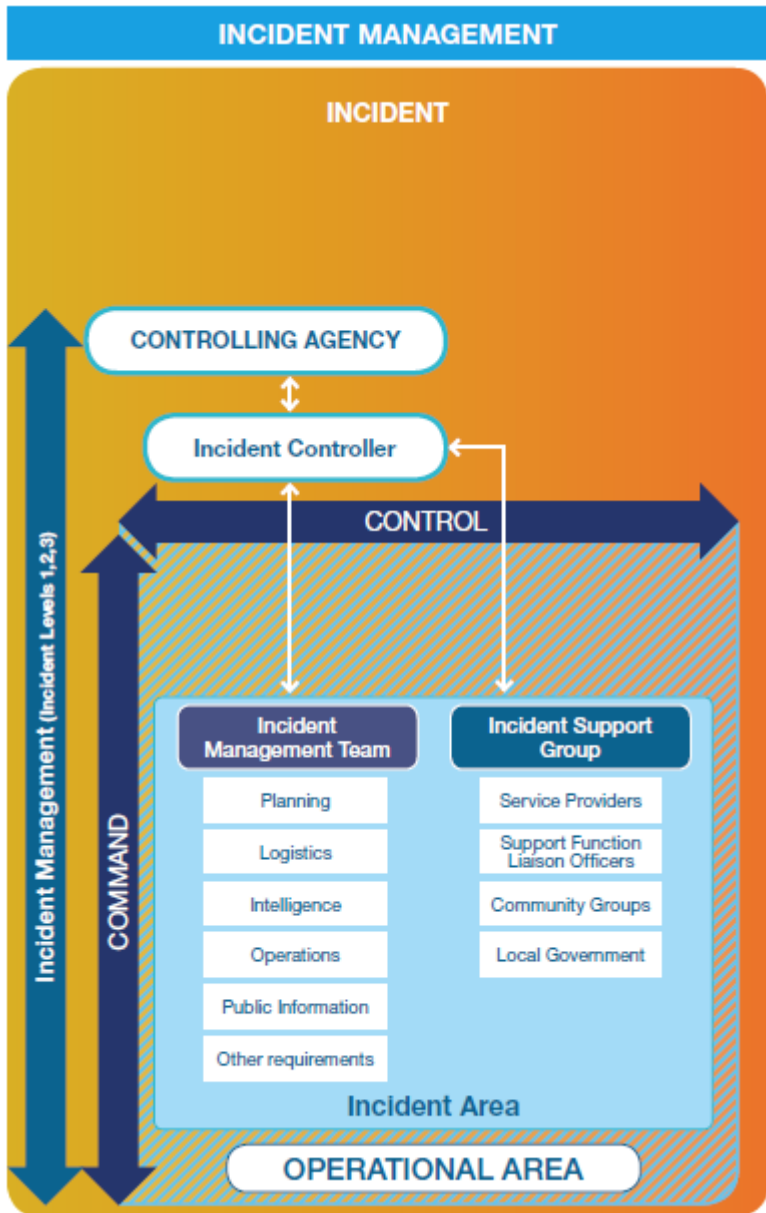 INCIDENT MANAGEMENT
INCIDENT
CONTROLLING AGENCY
Incident Controller
CONTROL
Incident Management (Incident Levels 1,2,3)
COMMAND
Incident
Management Team
Planning
Logistics
Intelligence
Operations
Public Information
Other requirements
Incident Support
Group
Service Providers
Support Function
Liaison Officers
Community Groups
Local Government
Incident Area
OPERATIONAL AREA